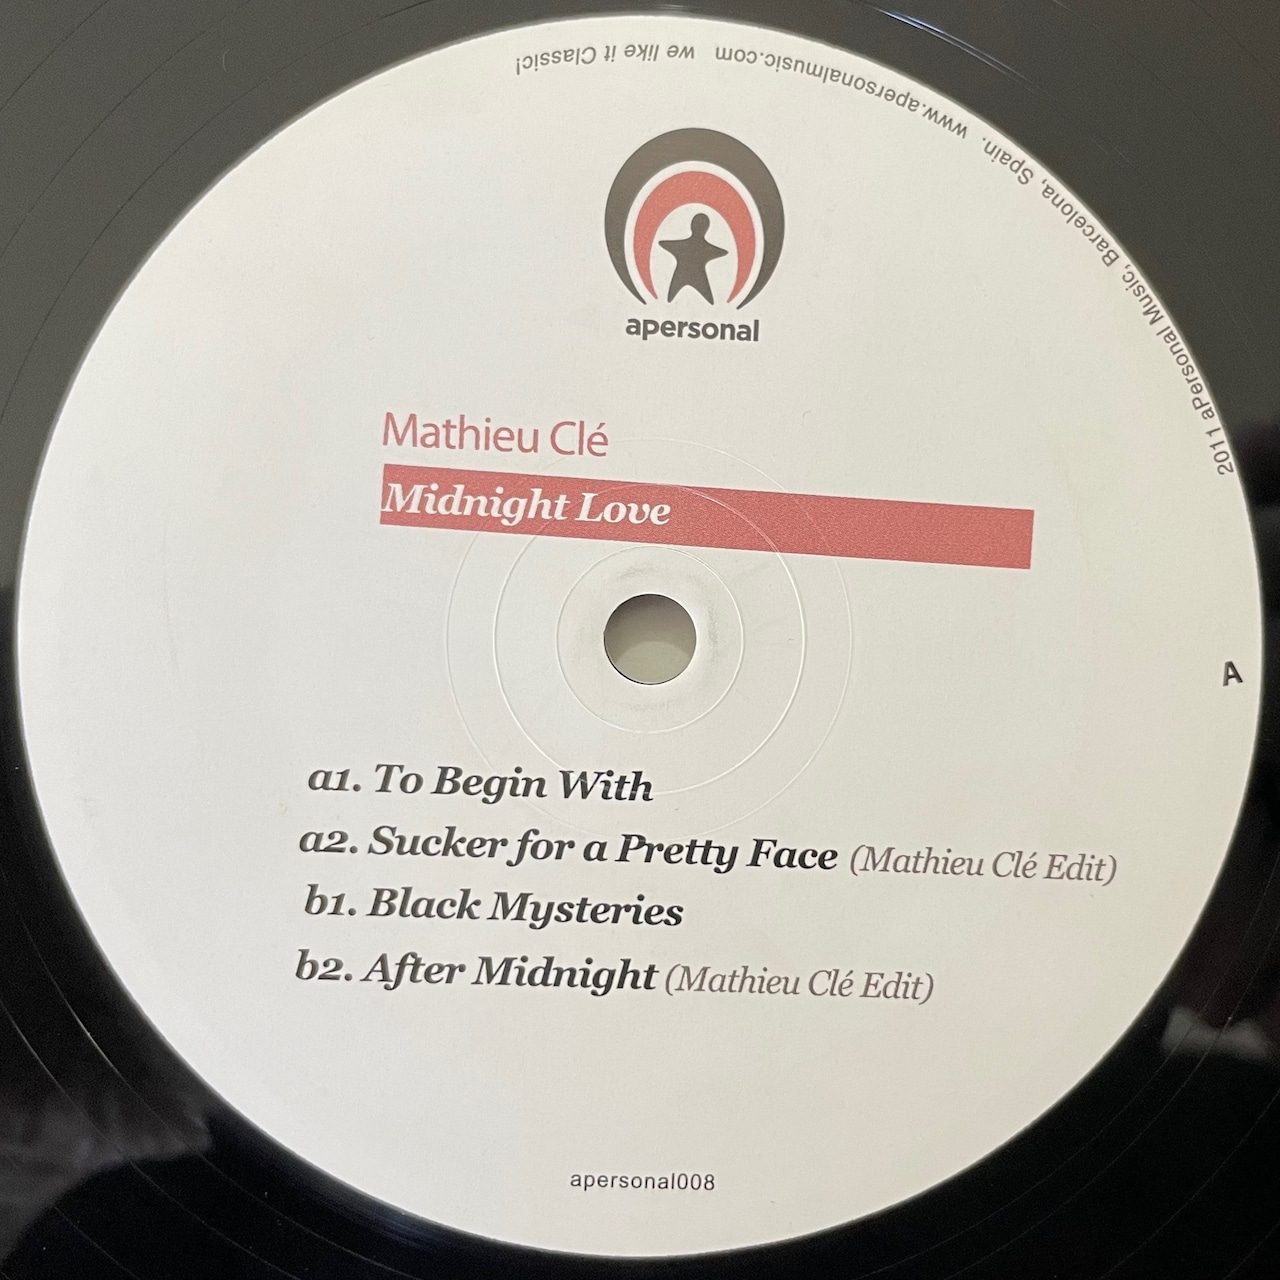 2011 aPersonal Music, Barcelona, Spain. www.apersonalmusic.com we like it Classic!
apersonal
Mathieu Clé
Midnight Love
A
a1. To Begin With
a2. Sucker for a Pretty Face (Mathieu Clé Edit)
b1. Black Mysteries
b2. After Midnight (Mathieu Clé Edit)
apersonal008